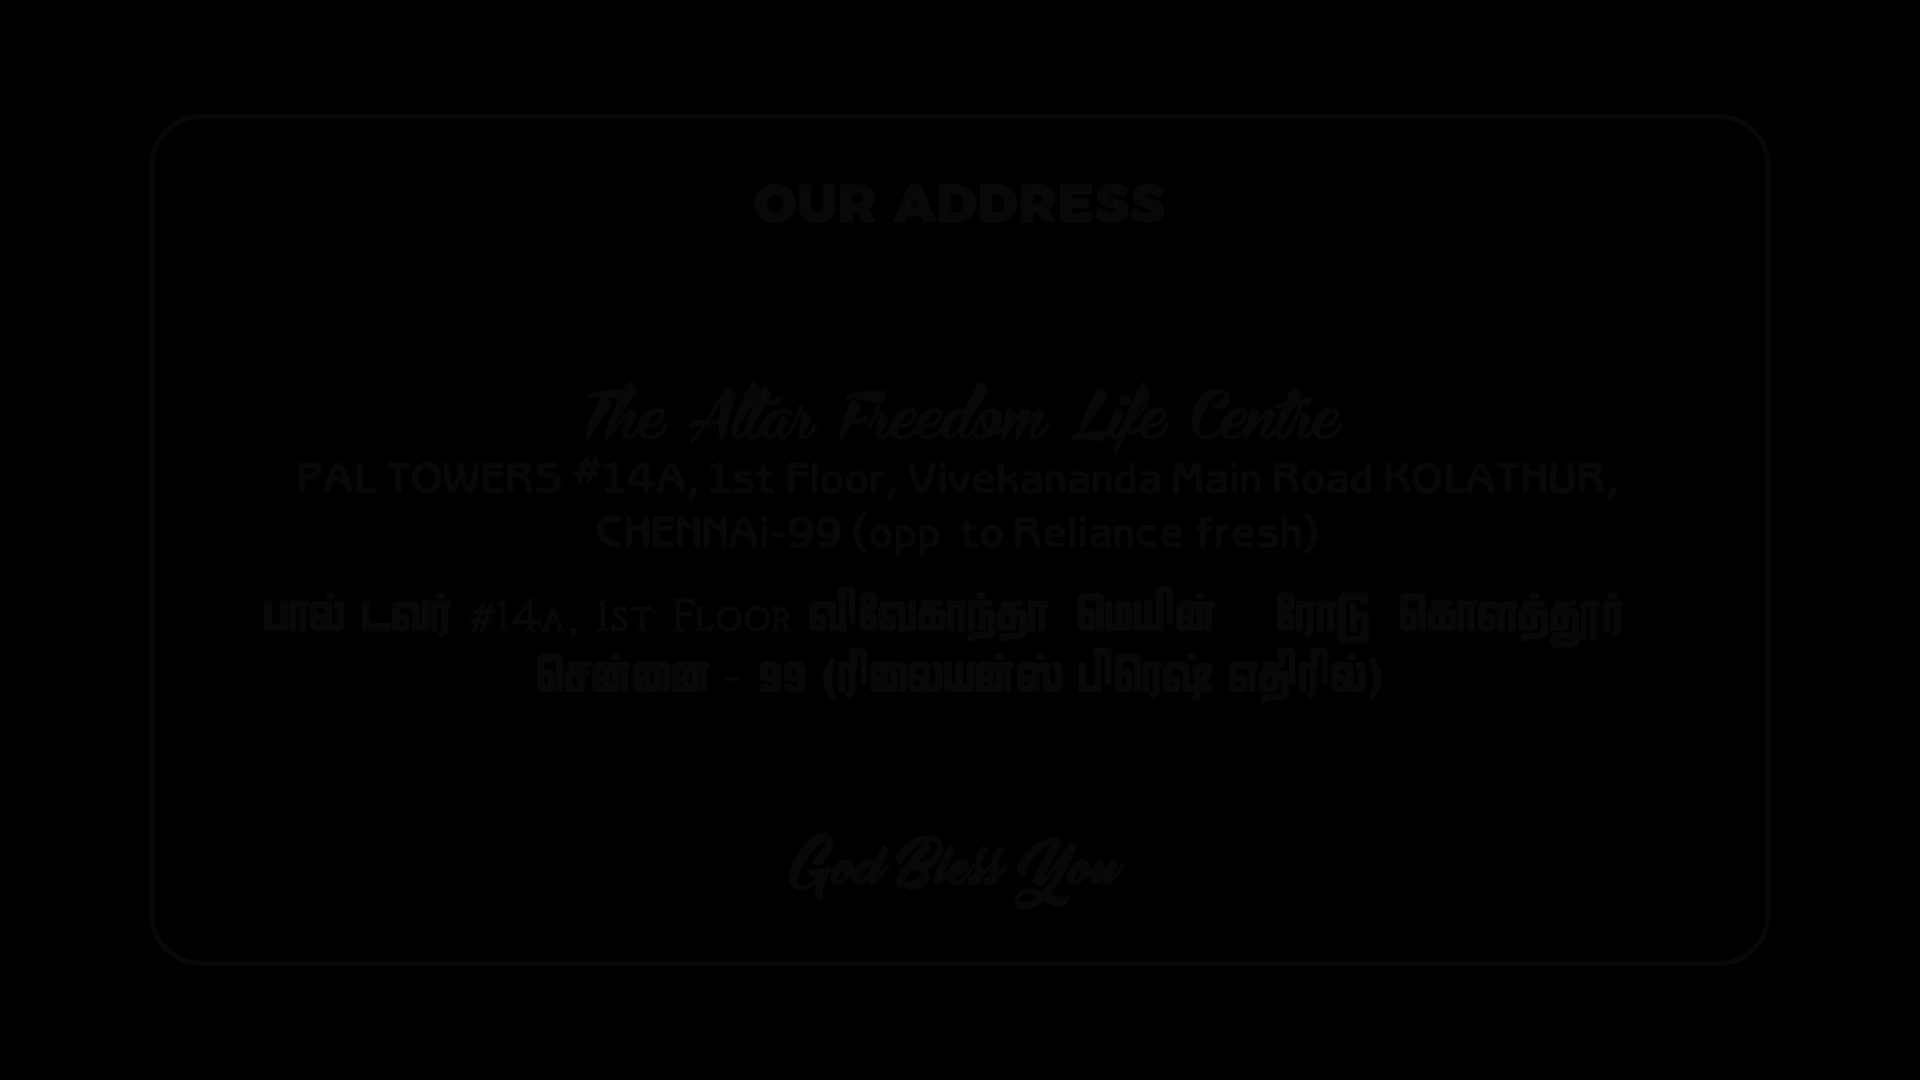 OUR ADDRESS
The Altar Freedom Life Centre
PAL TOWERS #14A, 1st Floor, Vivekananda Main Road KOLATHUR,
CHENNAi-99 (opp to Reliance fresh)
பால் டவர் #14A, 1ST FLOOR விவேகாந்தா மெயின் ரோடு கொளத்தூர்
சென்னை - 99 (ரிலையன்ஸ் பிரெஷ் எதிரில்)
God Bless You